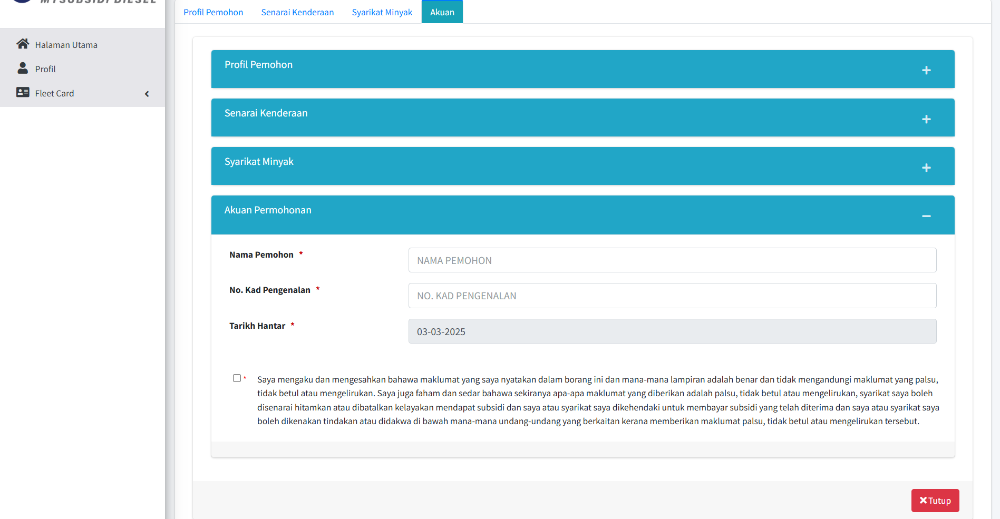 MYSUBSIDI DIESEL
Profil Pemohon
Senarai Kenderaan
Syarikat Minyak
Akuan
Halaman Utama
Profil
Fleet Card
Profil Pemohon
Senarai Kenderaan
Syarikat Minyak
Akuan Permohonan
Nama Pemohon *
NAMA PEMOHON
No. Kad Pengenalan *
NO. KAD PENGENALAN
Tarikh Hantar *
03-03-2025
* Saya mengaku dan mengesahkan bahawa maklumat yang saya nyatakan dalam borang ini dan mana-mana lampiran adalah benar dan tidak mengandungi maklumat yang palsu,
tidak betul atau mengelirukan. Saya juga faham dan sedar bahawa sekiranya apa-apa maklumat yang diberikan adalah palsu, tidak betul atau mengelirukan, syarikat saya boleh
disenarai hitamkan atau dibatalkan kelayakan mendapat subsidi dan saya atau syarikat saya dikehendaki untuk membayar subsidi yang telah diterima dan saya atau syarikat saya
boleh dikenakan tindakan atau didakwa di bawah mana-mana undang-undang yang berkaitan kerana memberikan maklumat palsu, tidak betul atau mengelirukan tersebut.
Tutup